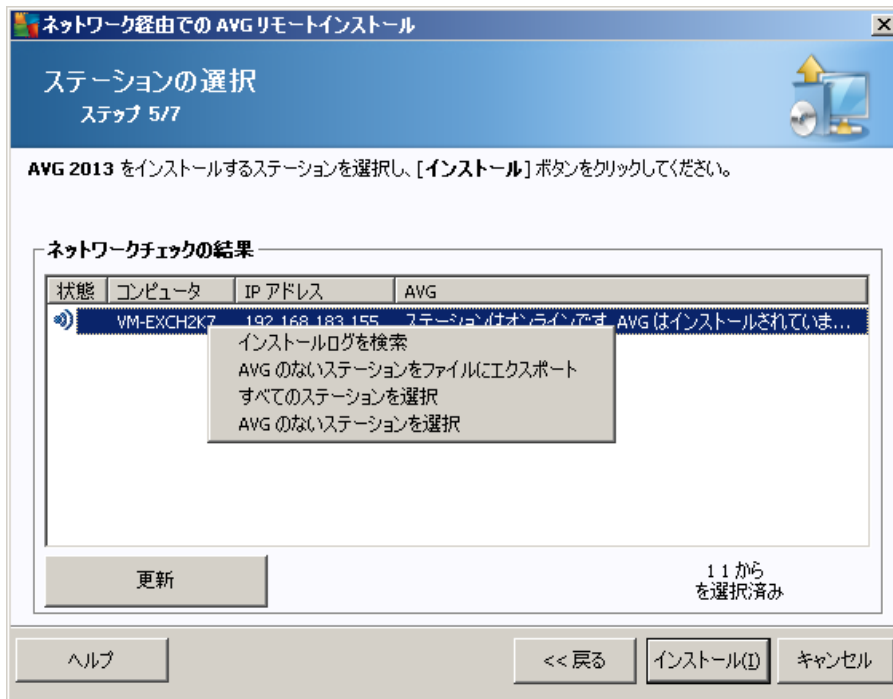 ネットワーク経由での AVG リモートインストール
ステーションの選択
ステップ 5/7
AVG 2013 をインストールするステーションを選択し、[インストール] ボタンをクリックしてください。
ネットワークチェックの結果
状態 コンピュータ IP アドレス AVG
VM-EXCH2K7 192.168.183.155 ステーションはオンラインです AVG はインストールされていま...
インストールログを検索
AVG のないステーションをファイルにエクスポート
すべてのステーションを選択
AVG のないステーションを選択
更新
1 1 から
を選択済み
ヘルプ
<< 戻る
インストール(I)
キャンセル